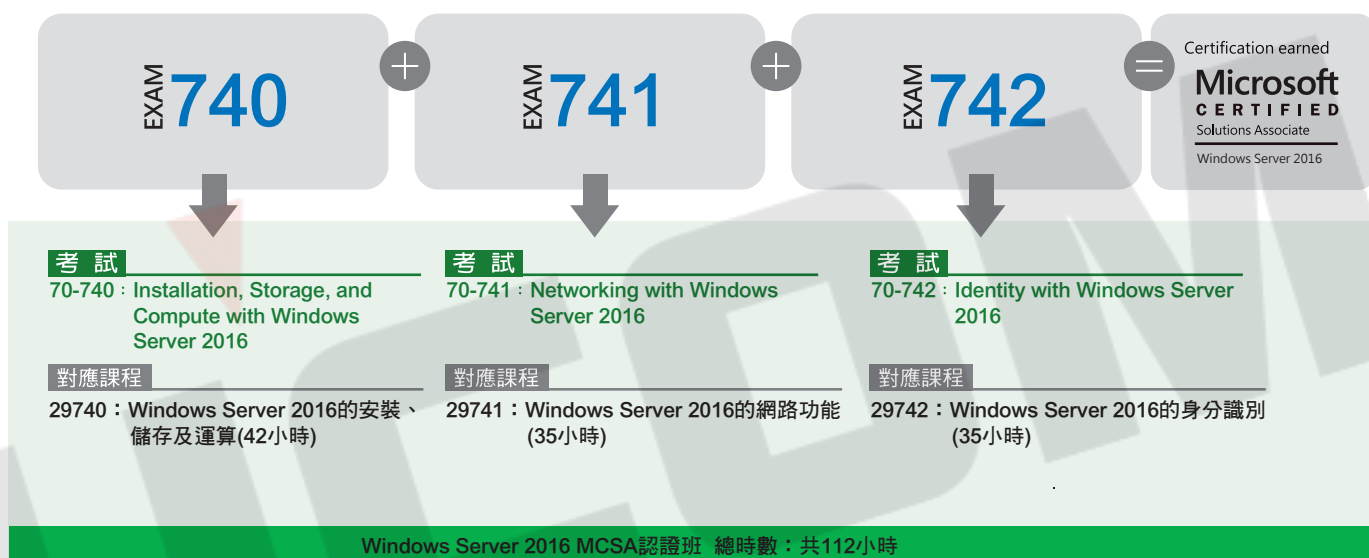 EXAM 740
+
EXAM 741
+
EXAM 742
=
Certification earned
Microsoft
CERTIFIED
Solutions Associate
Windows Server 2016
考 試
70-740：Installation, Storage, and
Compute with Windows
Server 2016
對應課程
29740：Windows Server 2016的安裝、
儲存及運算(42小時)
考 試
70-741：Networking with Windows
Server 2016
對應課程
29741：Windows Server 2016的網路功能
(35小時)
考 試
70-742：Identity with Windows Server
2016
對應課程
29742：Windows Server 2016的身分識別
(35小時)
.
Windows Server 2016 MCSA認證班 總時數：共112小時
UCOM